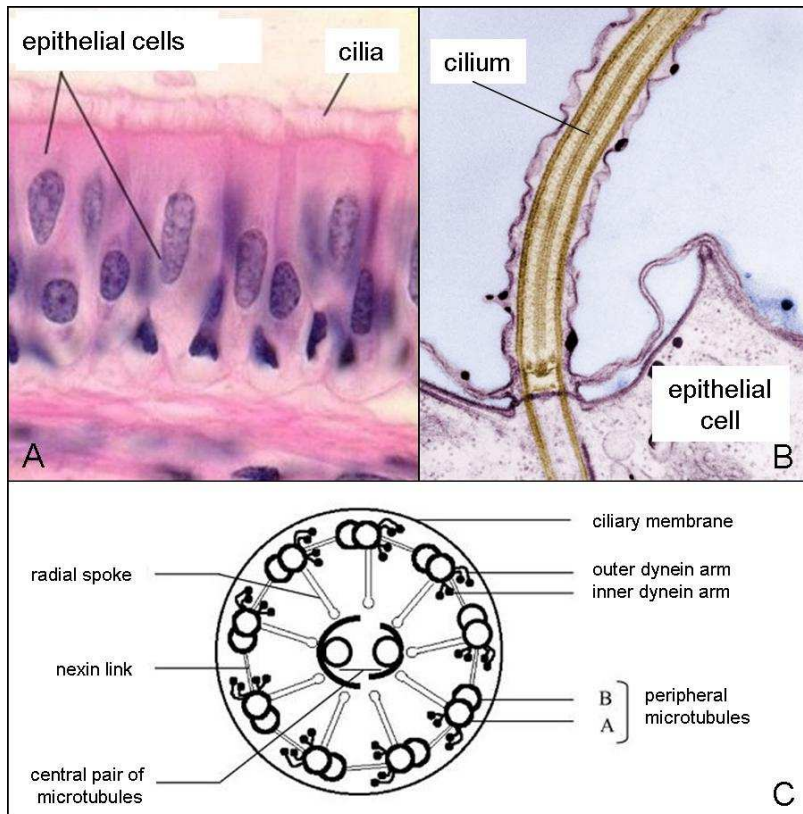 epithelial cells
cilia
A
cilium
epithelial
cell
B
ciliary membrane
radial spoke
outer dynein arm
inner dynein arm
nexin link
B
A
peripheral
microtubules
central pair of
microtubules
C